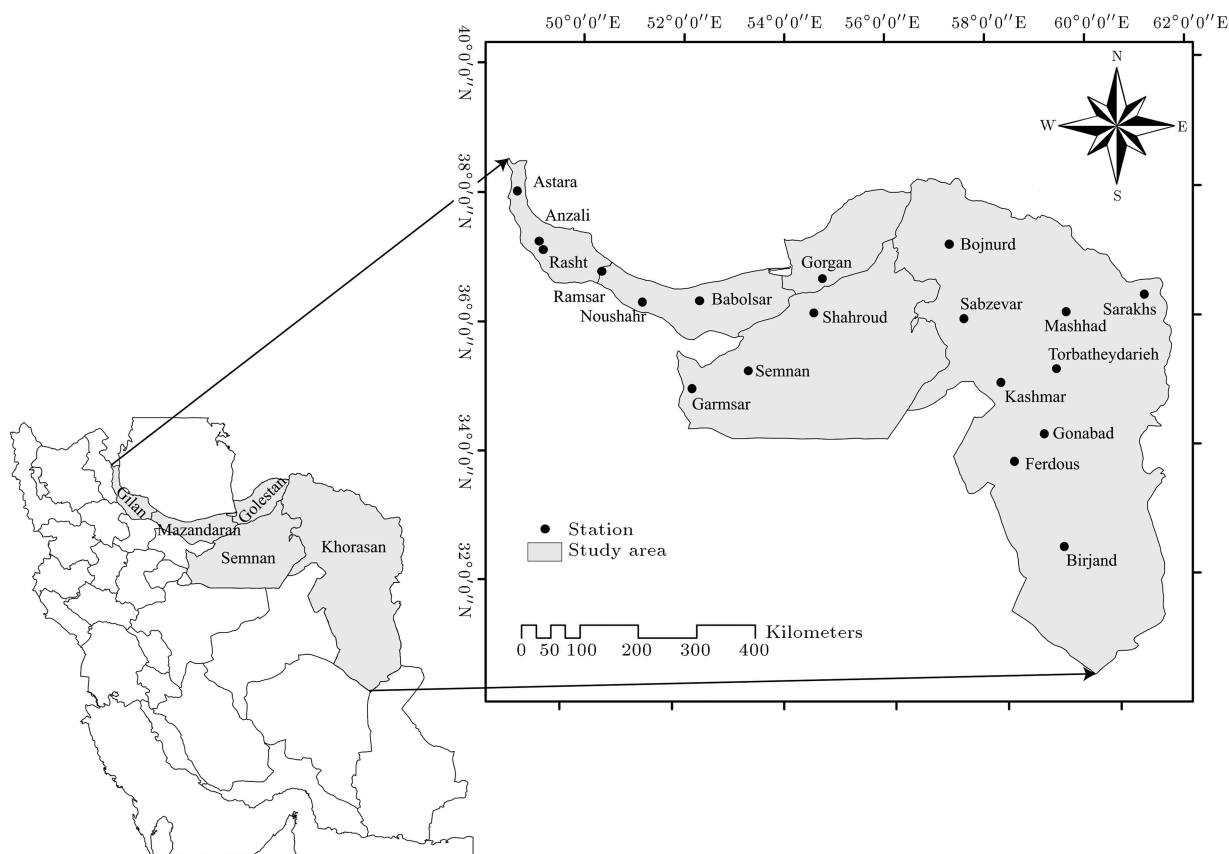 50°0'0"E 52°0'0"E 54°0'0"E 56°0'0"E 58°0'0"E 60°0'0"E 62°0'0"E
40°0'0"N
38°0'0"N
36°0'0"N
34°0'0"N
32°0'0"N
N
W E
S
Astara
Anzali
Rasht
Ramsar
Noushahr
Babolsar
Gorgan
Shahroud
Semnan
Garmsar
Bojnurd
Sabzevar
Mashhad
Sarakhs
Torbatheydarieh
Kashmar
Gonabad
Ferdous
Birjand
Station
Study area
Kilometers
0 50 100 200 300 400
Gilan
Mazandaran
Golestan
Semnan
Khorasan